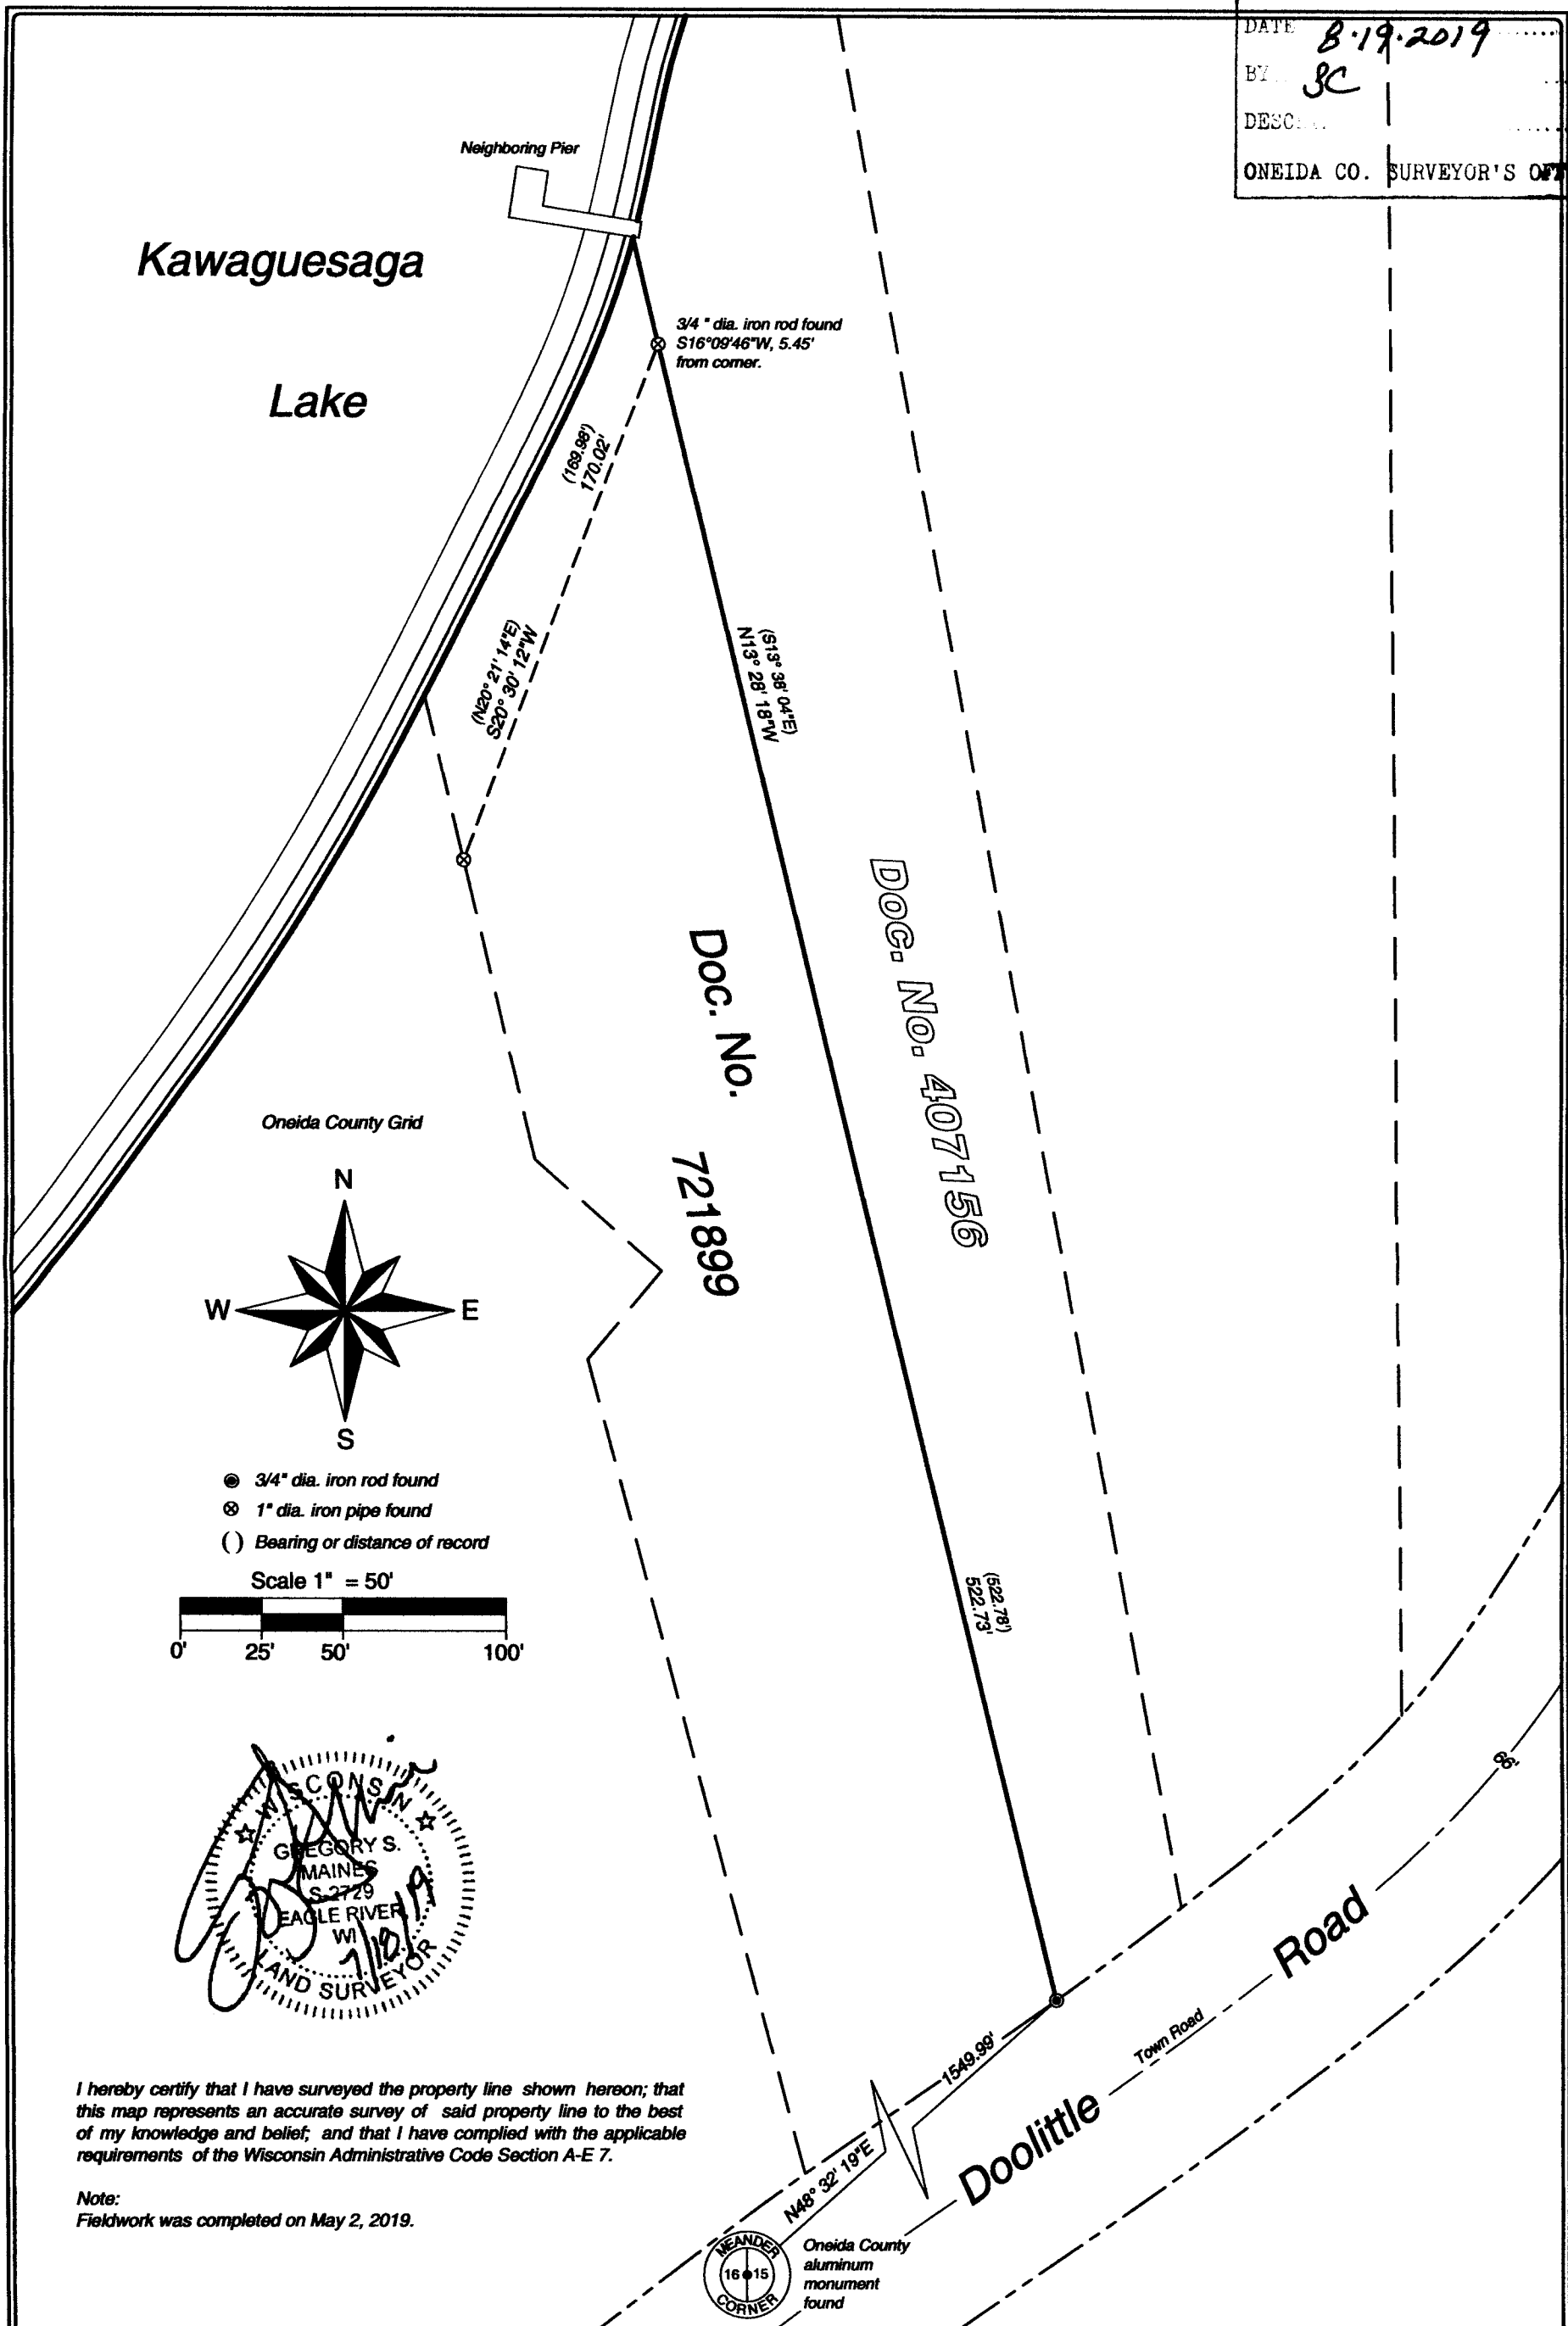 DATE 8.19.2019
BY
DESC
ONEIDA CO. SURVEYOR'S
Neighboring Pier
Kawaguesaga
Lake
3/4 " dia. iron rod found
S16°09'46"W, 5.45'
from corner.
(169.98')
170.02'
(N20° 21' 14"E)
S20° 30' 12"W
(S13° 38' 04"E)
N13° 28' 18"W
Doc. No. 721899
Doc. No. 407156
Oneida County Grid
N
W E
S
3/4" dia. iron rod found
1" dia. iron pipe found
( ) Bearing or distance of record
Scale 1" = 50'
0' 25' 50' 100'
(522.78')
522.73'
66'
WISCONSIN
GREGORY S.
MAINES
S-2729
EAGLE RIVER,
WI
7/18/19
LAND SURVEYOR
Road
Town Road
Doolittle
1549.99'
N48° 32' 19"E
I hereby certify that I have surveyed the property line shown hereon; that
this map represents an accurate survey of said property line to the best
of my knowledge and belief; and that I have complied with the applicable
requirements of the Wisconsin Administrative Code Section A-E 7.
Note:
Fieldwork was completed on May 2, 2019.
MEANDER
16 15
CORNER
Oneida County
aluminum
monument
found